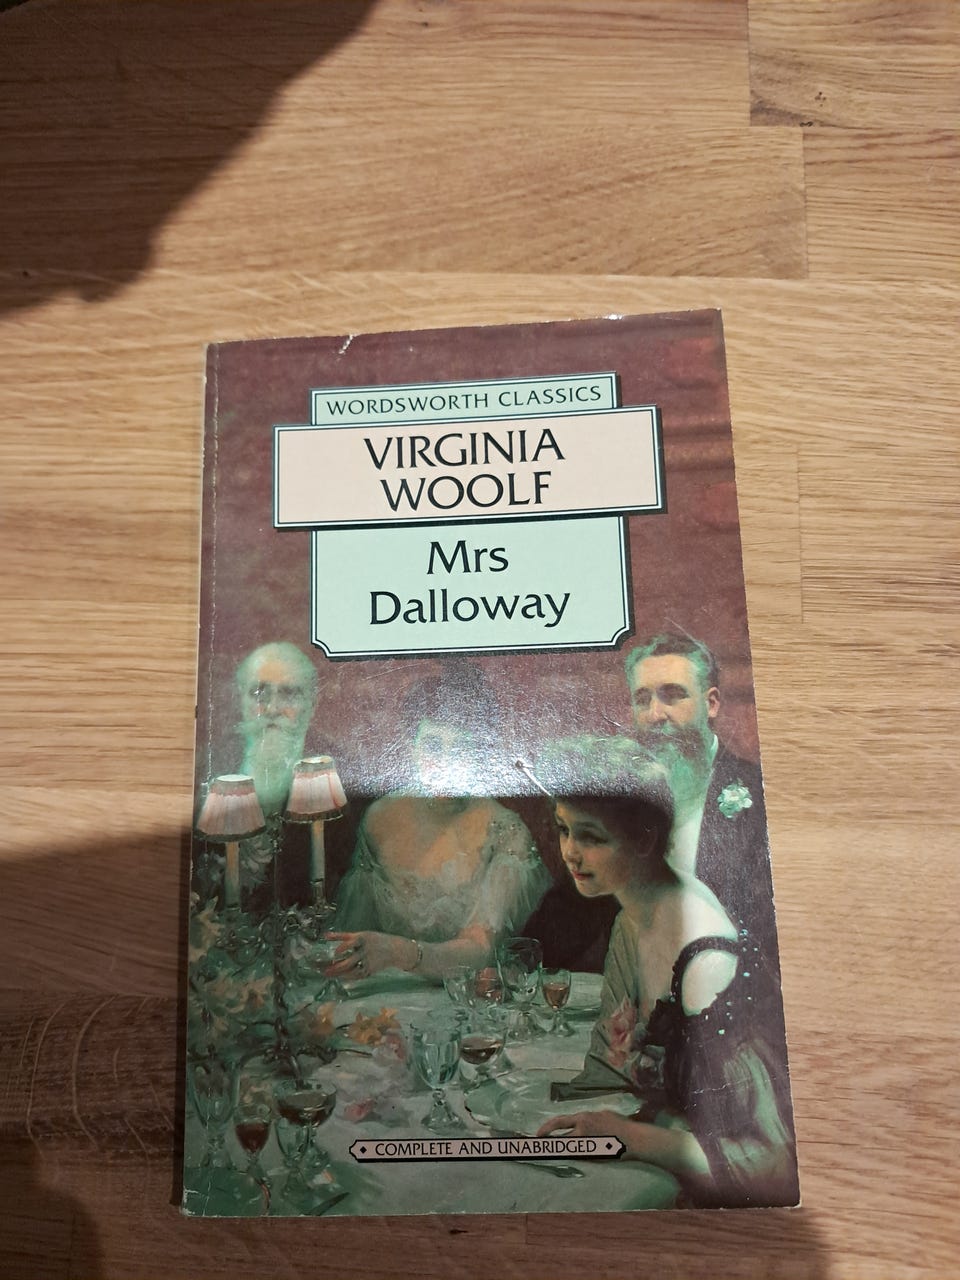 WORDSWORTH CLASSICS
VIRGINIA
WOOLF
Mrs
Dalloway
COMPLETE AND UNABRIDGED